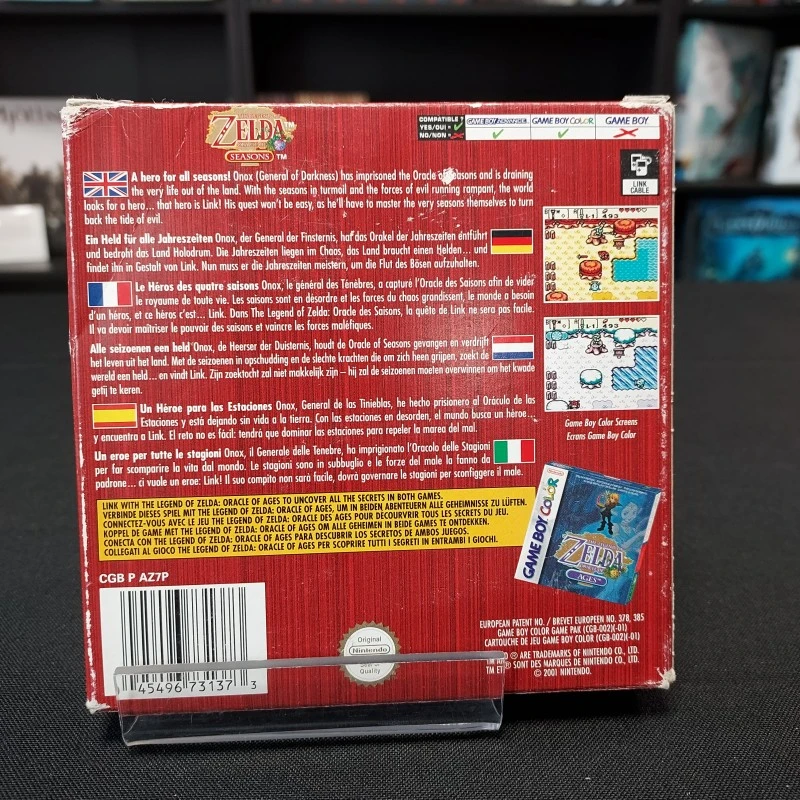 ZELDA
SEASONS™
COMPATIBLE ?
YES/OUI=✓
NO/NON=✗
GAME BOY ADVANCE
GAME BOY COLOR
GAME BOY
LINK
CABLE
A hero for all seasons! Onox (General of Darkness) has imprisoned the Oracle of Seasons and is draining
the very life out of the land. With the seasons in turmoil and the forces of evil running rampant, the world
looks for a hero... that hero is Link! His quest won't be easy, as he'll have to master the very seasons themselves to turn
back the tide of evil.
Ein Held für alle Jahreszeiten Onox, der General der Finsternis, hat das Orakel der Jahreszeiten entführt
und bedroht das Land Holodrum. Die Jahreszeiten liegen im Chaos, das Land braucht einen Helden... und
findet ihn in Gestalt von Link. Nun muss er die Jahreszeiten meistern, um die Flut des Bösen aufzuhalten.
Le Héros des quatre saisons Onox, le général des Ténèbres, a capturé l'Oracle des Saisons afin de vider
le royaume de toute vie. Les saisons sont en désordre et les forces du chaos grandissent, le monde a besoin
d'un héros, et ce héros c'est... Link. Dans The Legend of Zelda: Oracle des Saisons, la quête de Link ne sera pas facile.
Il va devoir maîtriser le pouvoir des saisons et vaincre les forces maléfiques.
Alle seizoenen een held Onox, de Heerser der Duisternis, houdt de Oracle of Seasons gevangen en verdrijft
het leven uit het land. Met de seizoenen in opschudding en de slechte krachten die om zich heen grijpen, zoekt de
wereld een held... en vindt Link. Zijn zoektocht zal niet makkelijk zijn – hij zal de seizoenen moeten overwinnen om het kwade
gefij te keren.
Un Héroe para las Estaciones Onox, General de las Tinieblas, ha hecho prisionero al Oráculo de las
Estaciones y está dejando sin vida a la tierra. Con las estaciones en desorden, el mundo busca un héroe...
y encuentra a Link. El reto no es fácil: tendrá que dominar las estaciones para repeler la marea del mal.
Un eroe per tutte le stagioni Onox, il Generale delle Tenebre, ha imprigionato l'Oracolo delle Stagioni
per far scomparire la vita dal mondo. Le stagioni sono in subbuglio e le forze del male la fanno da
padrone... ci vuole un eroe: Link! Il suo compito non sarà facile, dovrà governare le stagioni per sconfiggere il male.
Game Boy Color Screens
Ecrans Game Boy Color
LINK WITH THE LEGEND OF ZELDA: ORACLE OF AGES TO UNCOVER ALL THE SECRETS IN BOTH GAMES.
VERBINDE DIESES SPIEL MIT THE LEGEND OF ZELDA: ORACLE OF AGES, UM IN BEIDEN ABENTEUERN ALLE GEHEIMNISSE ZU LÜFTEN.
CONNECTEZ-VOUS AVEC LE JEU THE LEGEND OF ZELDA: ORACLE DES AGES POUR DÉCOUVRIR TOUS LES SECRETS DU JEU.
KOPPEL DE GAME MET THE LEGEND OF ZELDA: ORACLE OF AGES OM ALLE GEHEIMEN IN BEIDE GAMES TE ONTDEKKEN.
CONECTA CON EL JUEGO THE LEGEND OF ZELDA: ORACLE OF AGES PARA DESCUBRIR LOS SECRETOS DE AMBOS JUEGOS.
COLLEGATI AL GIOCO THE LEGEND OF ZELDA: ORACLE OF AGES PER SCOPRIRE TUTTI I SEGRETI IN ENTRAMBI I GIOCHI.
GAME BOY COLOR
ZELDA
AGES
CGB P AZ7P
45496 73137 3
Original
Nintendo
Seal of
Quality
EUROPEAN PATENT NO. / BREVET EUROPEEN NO. 378, 385
GAME BOY COLOR GAME PAK (CGB-002)(-01)
CARTOUCHE DE JEU GAME BOY COLOR (CGB-002)(-01)
® ARE TRADEMARKS OF NINTENDO CO., LTD.
TM ET ® SONT DES MARQUES DE NINTENDO CO., LTD.
© 2001 NINTENDO.